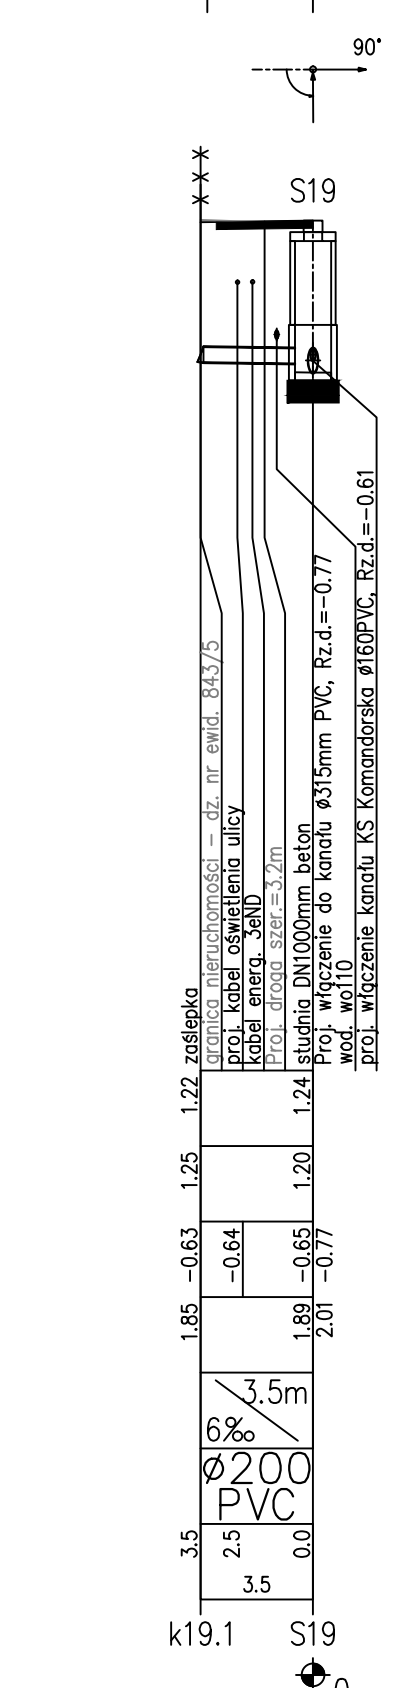 90°
S19
zaślepka
granica nieruchomości – dz. nr ewid. 843/5
proj. kabel oświetlenia ulicy
kabel energ. 3eND
Proj. droga szer.=3.2m
studnia DN1000mm beton
Proj. włączenie do kanału ø315mm PVC, Rz.d.=-0.77
wod. wo110
proj. włączenie kanału KS Komandorska ø160PVC, Rz.d.=-0.61
1.22 1.24
1.25 1.20
-0.63 -0.64 -0.65 -0.77
1.85 1.89 2.01
3.5m
6‰
ø200
PVC
3.5 2.5 0.0
3.5
k19.1 S19